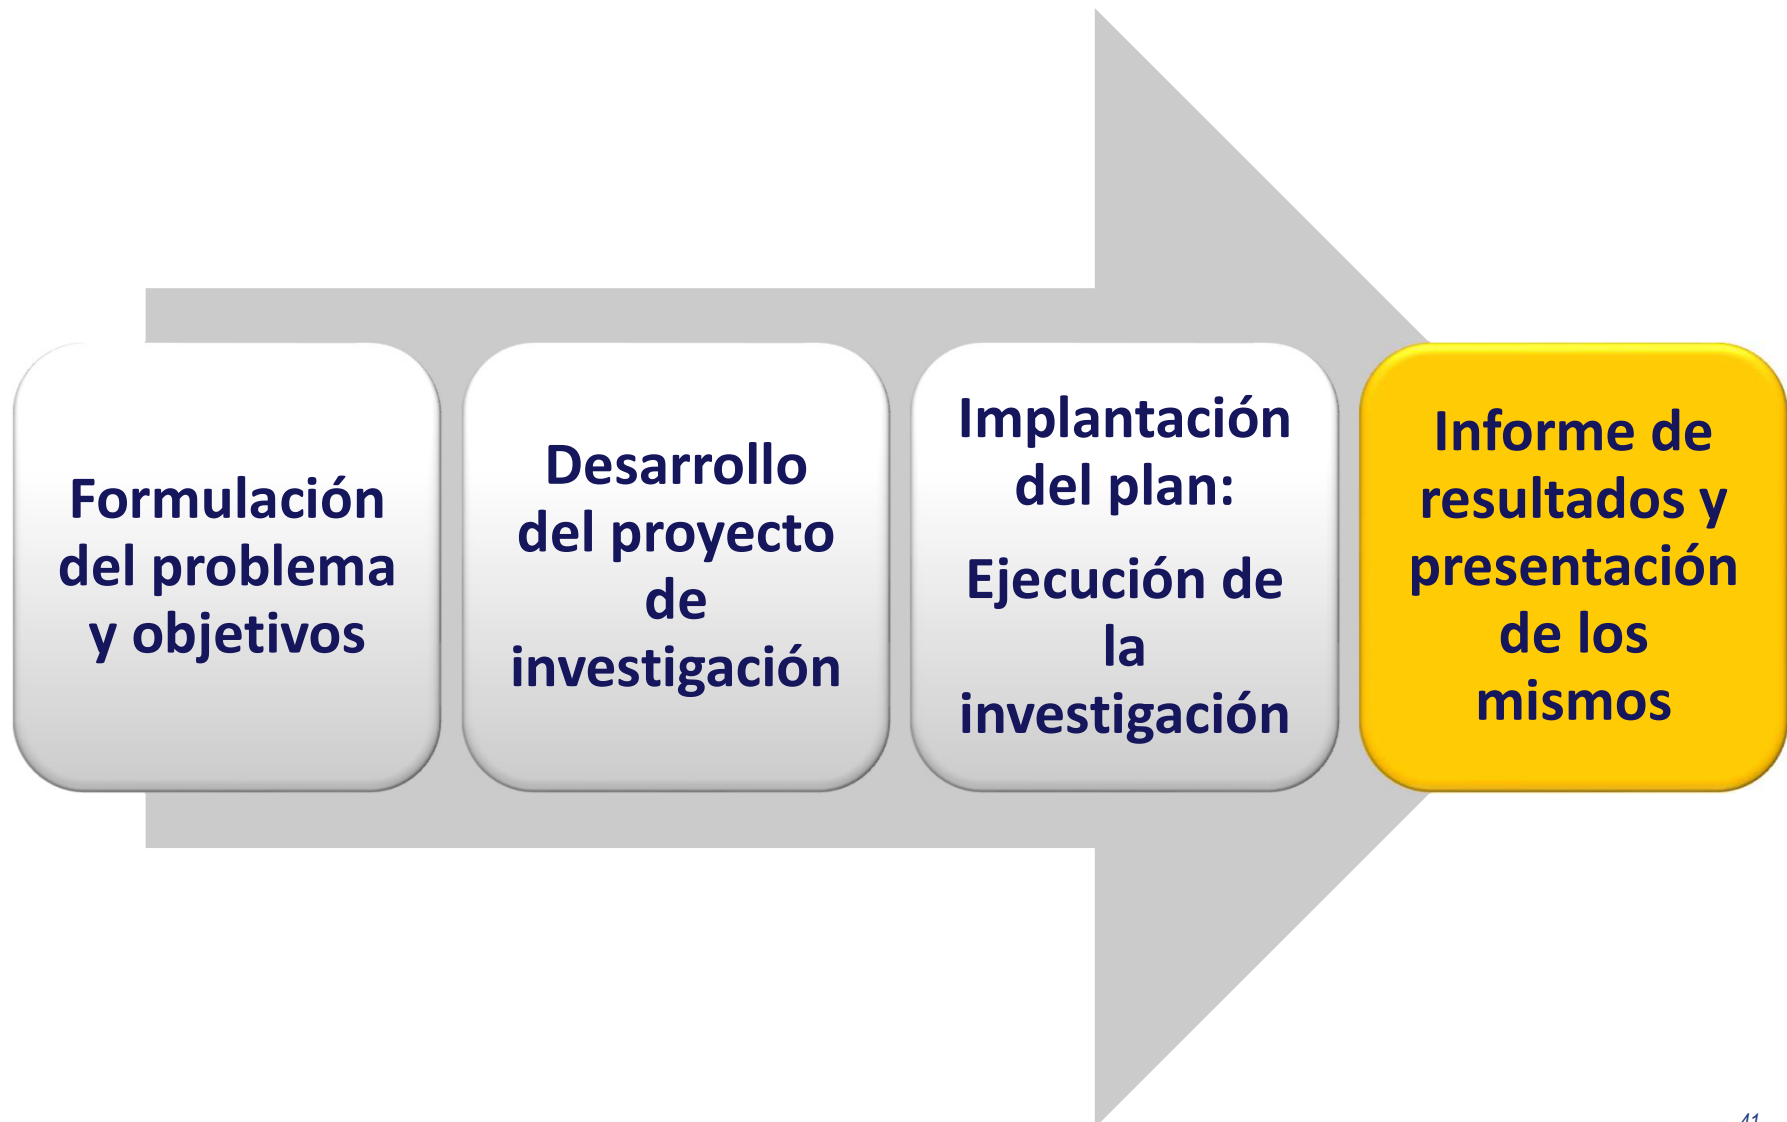 Formulación
del problema
y objetivos
Desarrollo
del proyecto
de
investigación
Implantación
del plan:
Ejecución de
la
investigación
Informe de
resultados y
presentación
de los
mismos
41